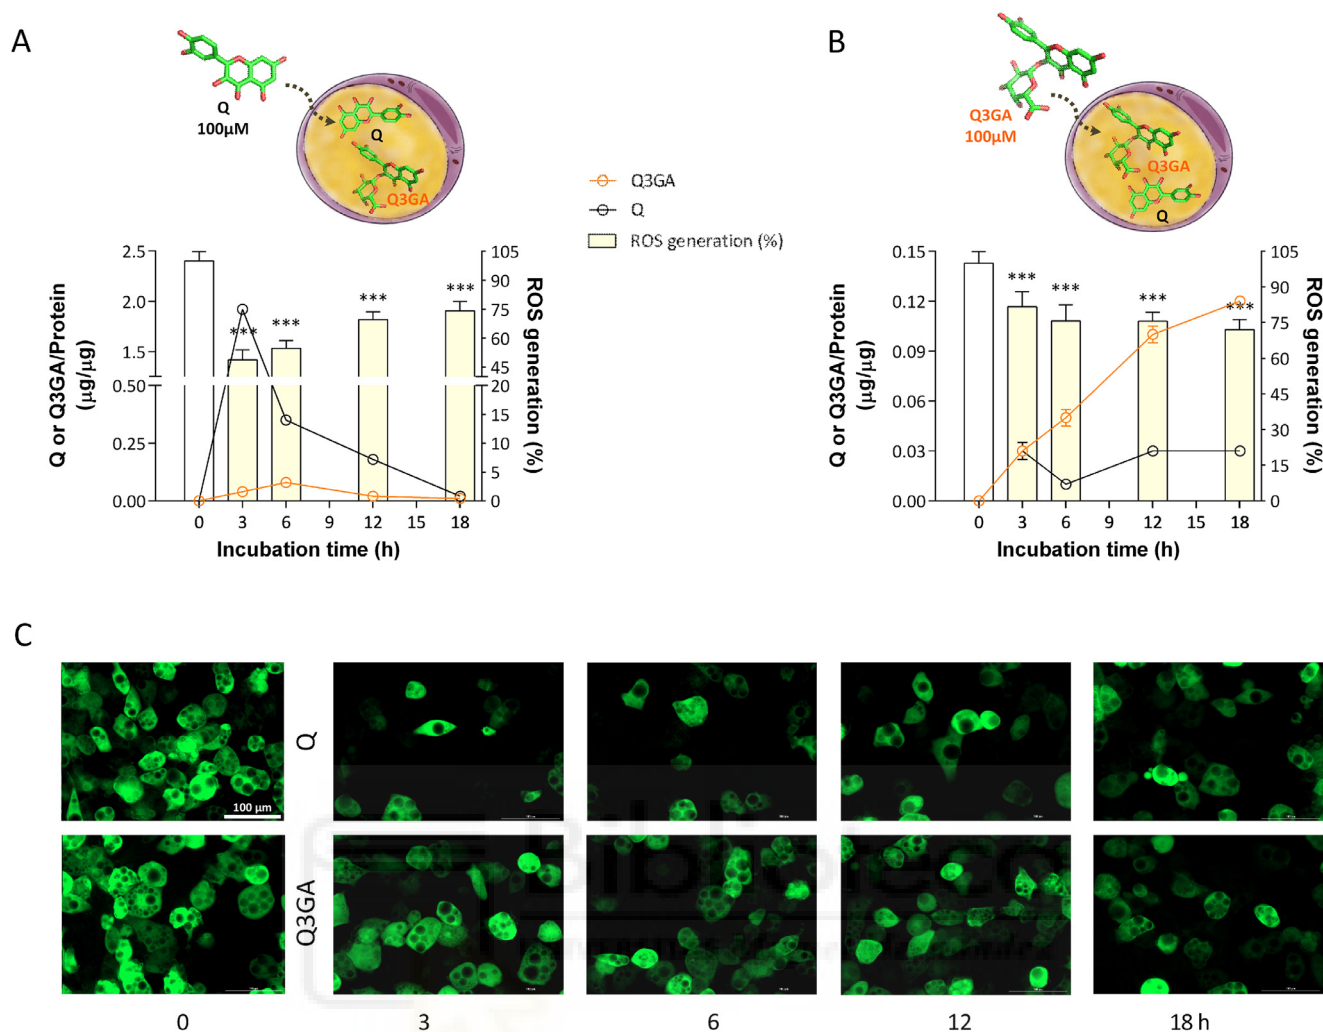 A
Q
100µM
Q
Q3GA
Q3GA
Q
ROS generation (%)
B
Q3GA
100µM
Q3GA
Q
Q or Q3GA/Protein
(µg/µg)
2.5
2.0
1.5
0.50
0.25
0.00
***
***
***
***
105
90
75
60
45
20
15
10
5
0
ROS generation (%)
0 3 6 9 12 15 18
Incubation time (h)
Q or Q3GA/Protein
(µg/µg)
0.15
0.12
0.09
0.06
0.03
0.00
***
***
***
***
105
90
75
60
45
30
15
0
ROS generation (%)
0 3 6 9 12 15 18
Incubation time (h)
C
100 µm
Q
Q3GA
Biblioteca
0 3 6 12 18 h